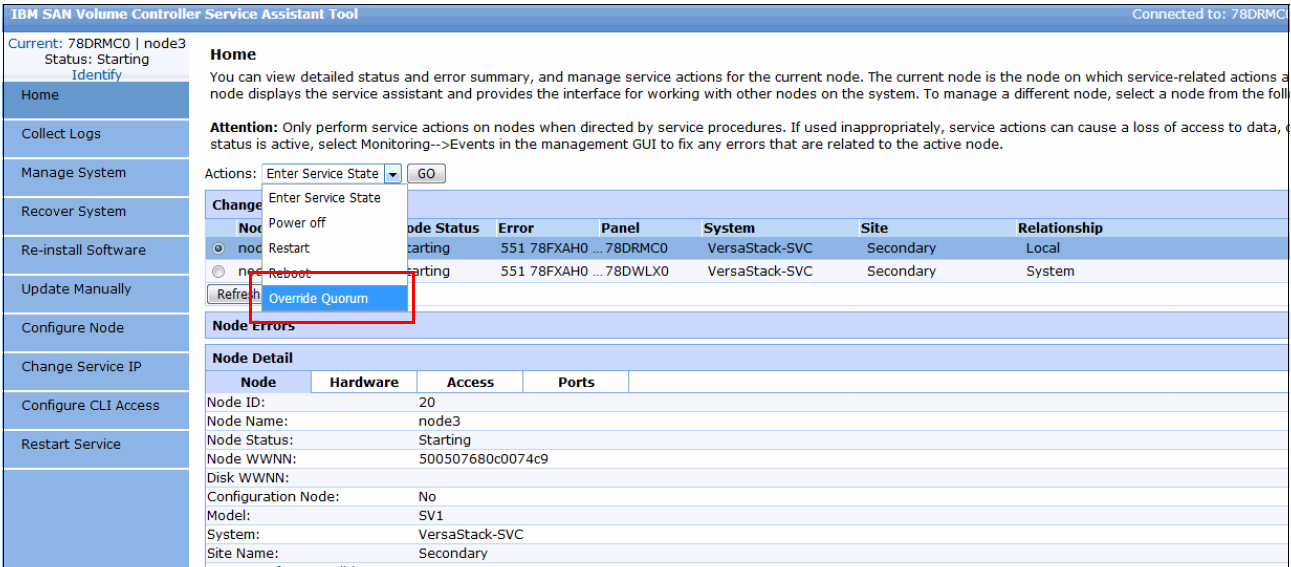 IBM SAN Volume Controller Service Assistant Tool
Connected to: 78DRMC0
Current: 78DRMC0 | node3
Status: Starting
Identify
Home
Collect Logs
Manage System
Recover System
Re-install Software
Update Manually
Configure Node
Change Service IP
Configure CLI Access
Restart Service
Home
You can view detailed status and error summary, and manage service actions for the current node. The current node is the node on which service-related actions a
node displays the service assistant and provides the interface for working with other nodes on the system. To manage a different node, select a node from the foll
Attention: Only perform service actions on nodes when directed by service procedures. If used inappropriately, service actions can cause a loss of access to data,
status is active, select Monitoring-->Events in the management GUI to fix any errors that are related to the active node.
Actions: Enter Service State GO
Enter Service State
Power off
Restart
Reboot
Override Quorum
Change
Nod ode Status Error Panel System Site Relationship
nod tarting 551 78FXAH0 ... 78DRMC0 VersaStack-SVC Secondary Local
nod tarting 551 78FXAH0 ... 78DWLX0 VersaStack-SVC Secondary System
Refresh
Node Errors
Node Detail
Node Hardware Access Ports
Node ID: 20
Node Name: node3
Node Status: Starting
Node WWNN: 500507680c0074c9
Disk WWNN:
Configuration Node: No
Model: SV1
System: VersaStack-SVC
Site Name: Secondary